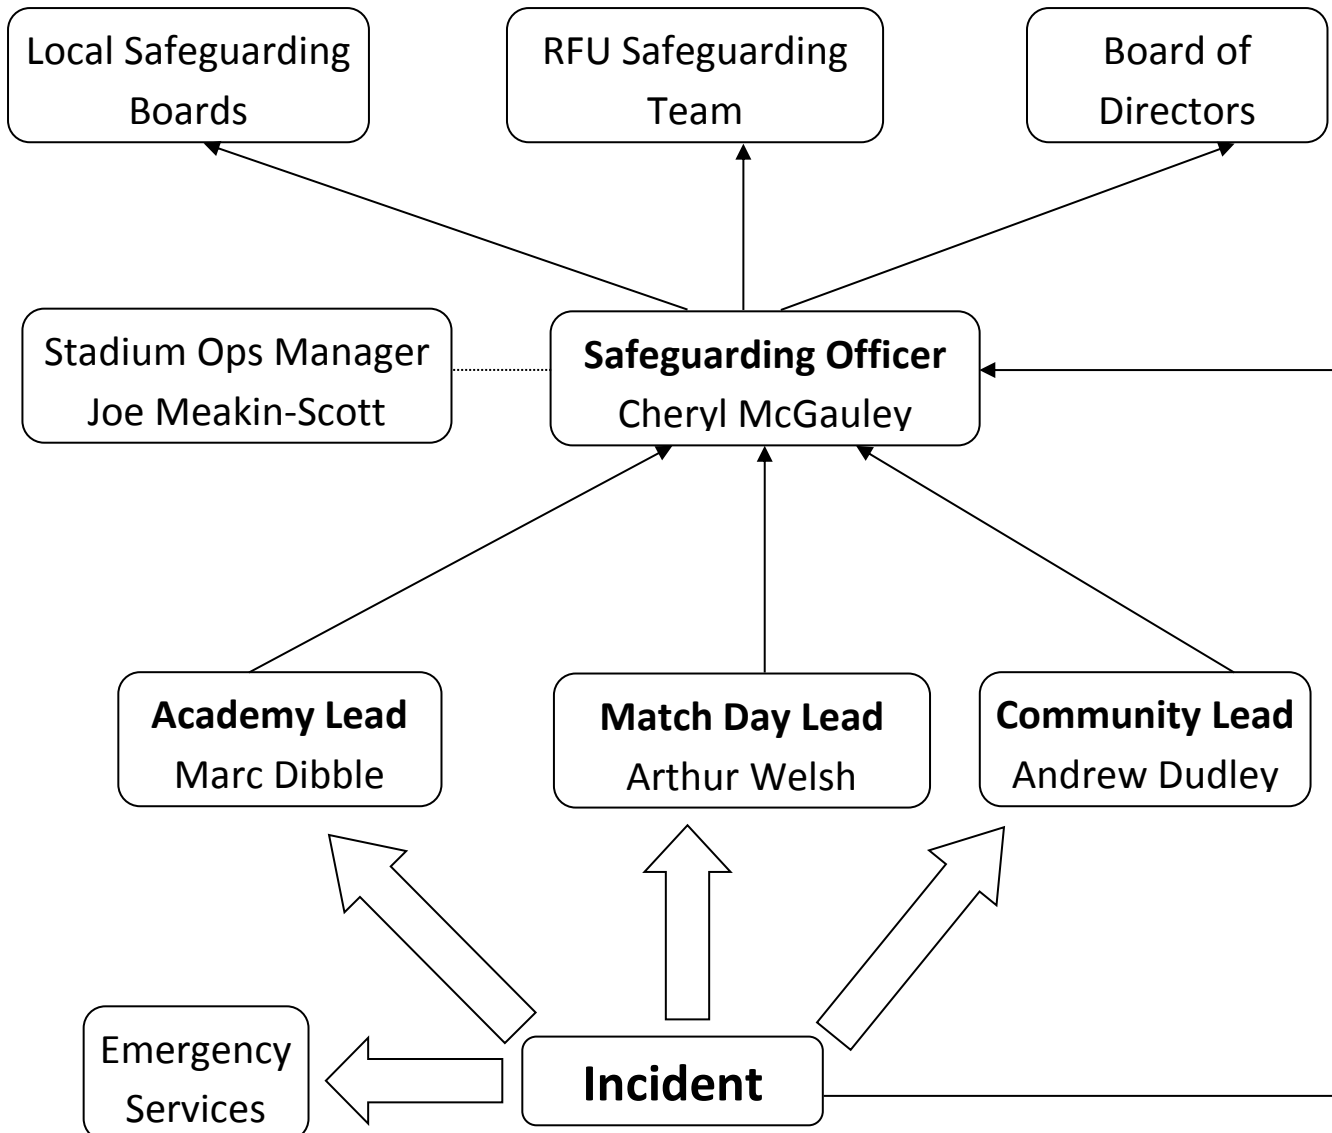 Local Safeguarding
Boards
RFU Safeguarding
Team
Board of
Directors
Stadium Ops Manager
Joe Meakin-Scott
Safeguarding Officer
Cheryl McGauley
Academy Lead
Marc Dibble
Match Day Lead
Arthur Welsh
Community Lead
Andrew Dudley
Emergency
Services
Incident